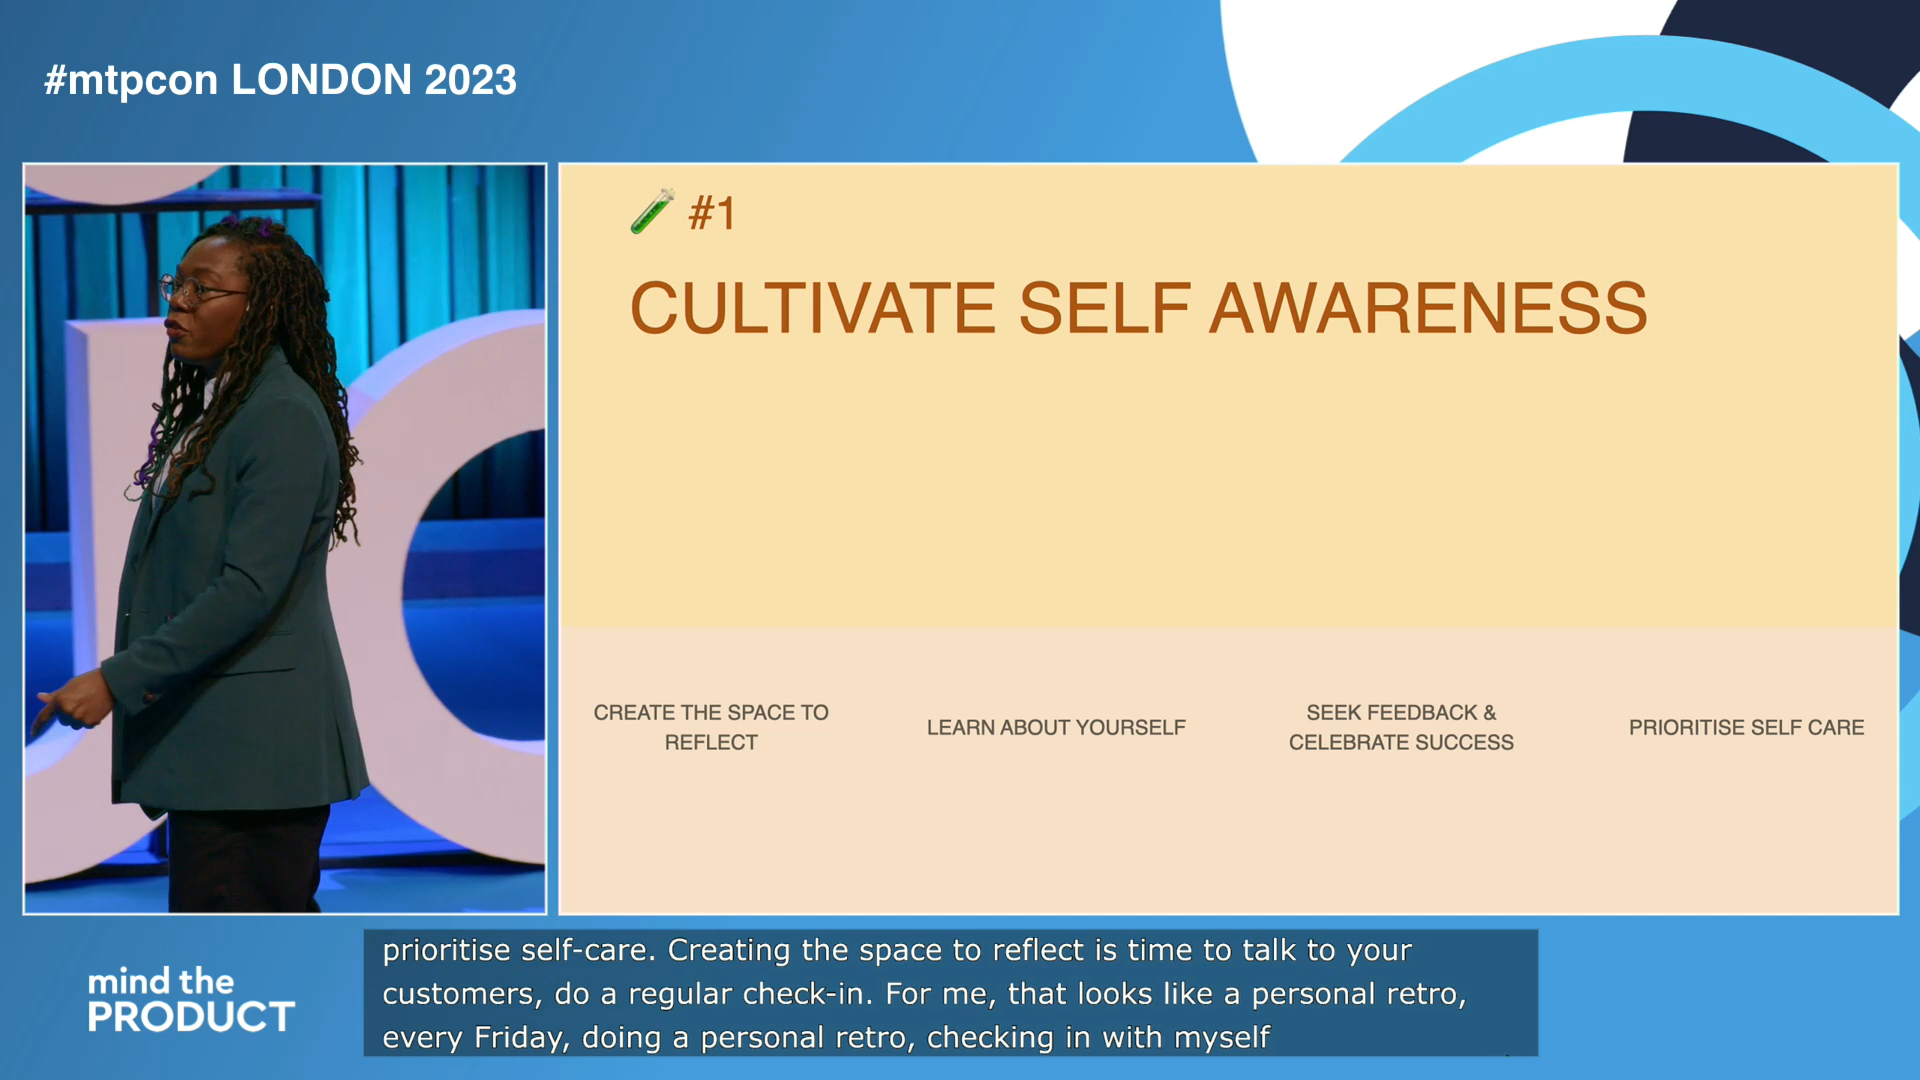 #mtpcon LONDON 2023
#1
CULTIVATE SELF AWARENESS
CREATE THE SPACE TO
REFLECT
LEARN ABOUT YOURSELF
SEEK FEEDBACK &
CELEBRATE SUCCESS
PRIORITISE SELF CARE
mind the
PRODUCT
prioritise self-care. Creating the space to reflect is time to talk to your
customers, do a regular check-in. For me, that looks like a personal retro,
every Friday, doing a personal retro, checking in with myself